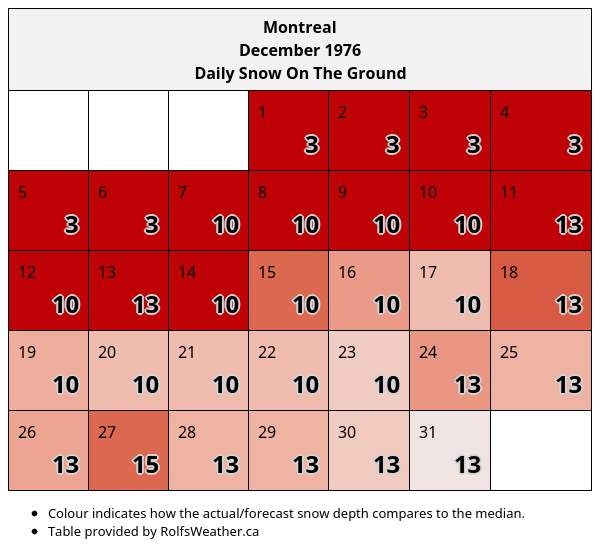 Montreal
December 1976
Daily Snow On The Ground
1 2 3 4
3 3 3 3
5 6 7 8 9 10 11
3 3 10 10 10 10 13
12 13 14 15 16 17 18
10 13 10 10 10 10 13
19 20 21 22 23 24 25
10 10 10 10 10 13 13
26 27 28 29 30 31
13 15 13 13 13 13
• Colour indicates how the actual/forecast snow depth compares to the median.
• Table provided by RolfsWeather.ca